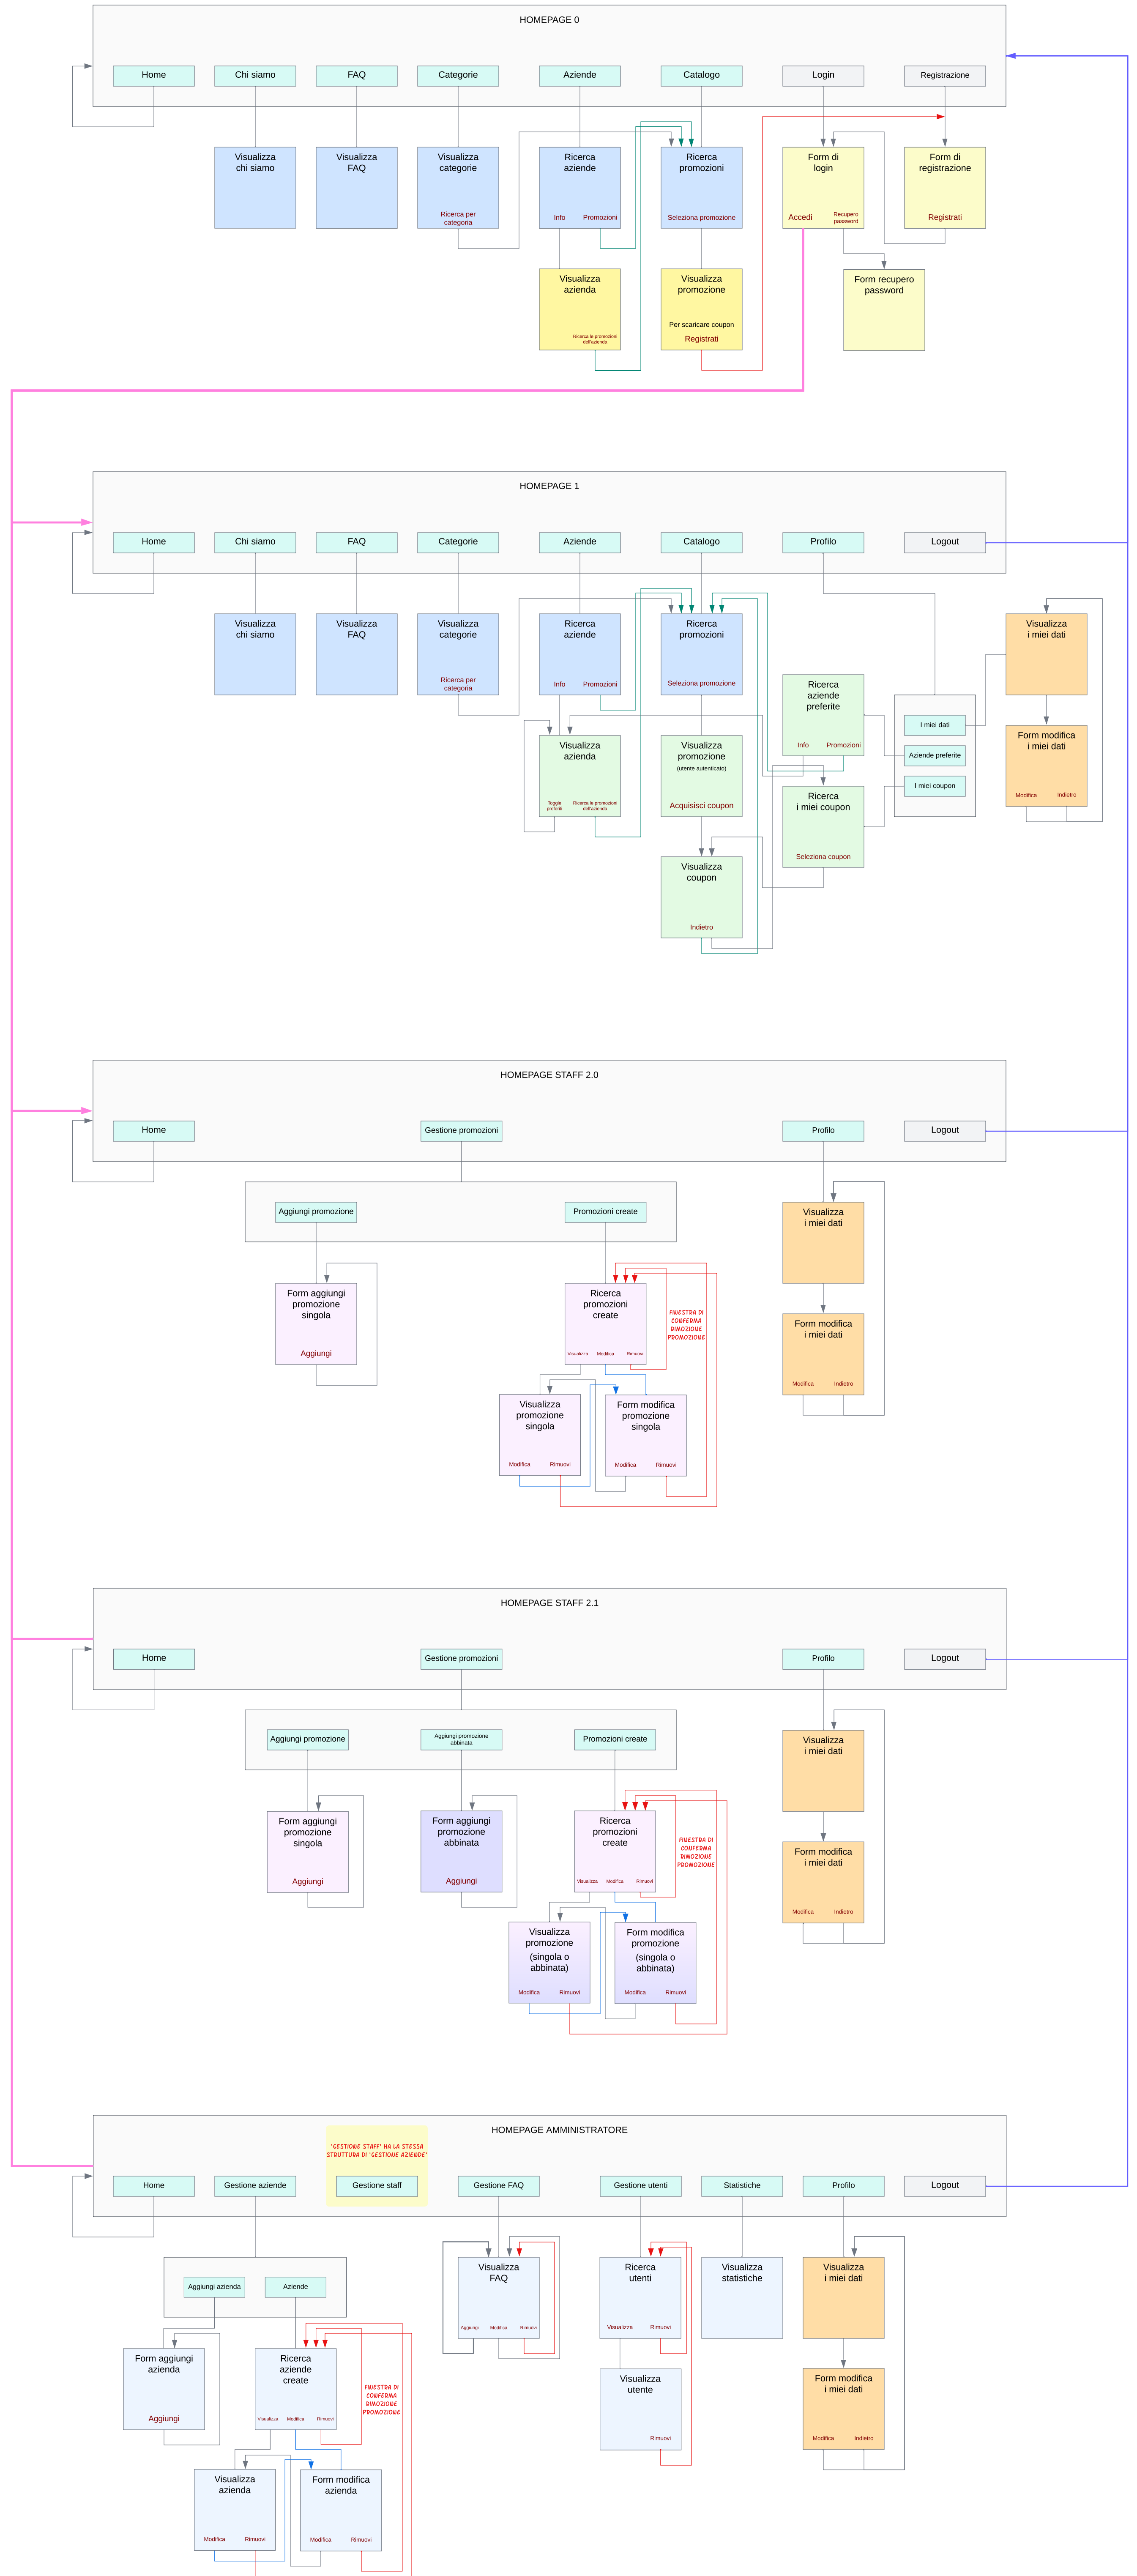 HOMEPAGE 0
Home
Chi siamo
FAQ
Categorie
Aziende
Catalogo
Login
Registrazione
Visualizza
chi siamo
Visualizza
FAQ
Visualizza
categorie
Ricerca per
categoria
Ricerca
aziende
Info
Promozioni
Ricerca
promozioni
Seleziona promozione
Form di
login
Accedi
Recupero
password
Form di
registrazione
Registrati
Visualizza
azienda
Ricerca le promozioni
dell'azienda
Visualizza
promozione
Per scaricare coupon
Registrati
Form recupero
password
HOMEPAGE 1
Home
Chi siamo
FAQ
Categorie
Aziende
Catalogo
Profilo
Logout
Visualizza
chi siamo
Visualizza
FAQ
Visualizza
categorie
Ricerca per
categoria
Ricerca
aziende
Info
Promozioni
Ricerca
promozioni
Seleziona promozione
Ricerca
aziende
preferite
Info
Promozioni
I miei dati
Aziende preferite
I miei coupon
Visualizza
i miei dati
Form modifica
i miei dati
Modifica
Indietro
Visualizza
azienda
Toggle
preferiti
Ricerca le promozioni
dell'azienda
Visualizza
promozione
(utente autenticato)
Acquisisci coupon
Ricerca
i miei coupon
Seleziona coupon
Visualizza
coupon
Indietro
HOMEPAGE STAFF 2.0
Home
Gestione promozioni
Profilo
Logout
Aggiungi promozione
Promozioni create
Form aggiungi
promozione
singola
Aggiungi
Ricerca
promozioni
create
Visualizza
Modifica
Rimuovi
FINESTRA DI
CONFERMA
RIMOZIONE
PROMOZIONE
Visualizza
promozione
singola
Modifica
Rimuovi
Form modifica
promozione
singola
Modifica
Rimuovi
Visualizza
i miei dati
Form modifica
i miei dati
Modifica
Indietro
HOMEPAGE STAFF 2.1
Home
Gestione promozioni
Profilo
Logout
Aggiungi promozione
Aggiungi promozione
abbinata
Promozioni create
Form aggiungi
promozione
singola
Aggiungi
Form aggiungi
promozione
abbinata
Aggiungi
Ricerca
promozioni
create
Visualizza
Modifica
Rimuovi
FINESTRA DI
CONFERMA
RIMOZIONE
PROMOZIONE
Visualizza
promozione
(singola o
abbinata)
Modifica
Rimuovi
Form modifica
promozione
(singola o
abbinata)
Modifica
Rimuovi
Visualizza
i miei dati
Form modifica
i miei dati
Modifica
Indietro
HOMEPAGE AMMINISTRATORE
'GESTIONE STAFF' HA LA STESSA
STRUTTURA DI 'GESTIONE AZIENDE'
Home
Gestione aziende
Gestione staff
Gestione FAQ
Gestione utenti
Statistiche
Profilo
Logout
Aggiungi azienda
Aziende
Form aggiungi
azienda
Aggiungi
Ricerca
aziende
create
Visualizza
Modifica
Rimuovi
FINESTRA DI
CONFERMA
RIMOZIONE
PROMOZIONE
Visualizza
azienda
Modifica
Rimuovi
Form modifica
azienda
Modifica
Rimuovi
Visualizza
FAQ
Aggiungi
Modifica
Rimuovi
Ricerca
utenti
Visualizza
Rimuovi
Visualizza
utente
Rimuovi
Visualizza
statistiche
Visualizza
i miei dati
Form modifica
i miei dati
Modifica
Indietro